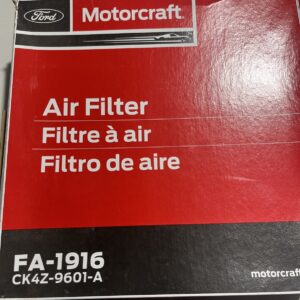 Ford
Motorcraft
Air Filter
Filtre à air
Filtro de aire
FA-1916
CK4Z-9601-A
motorcraft